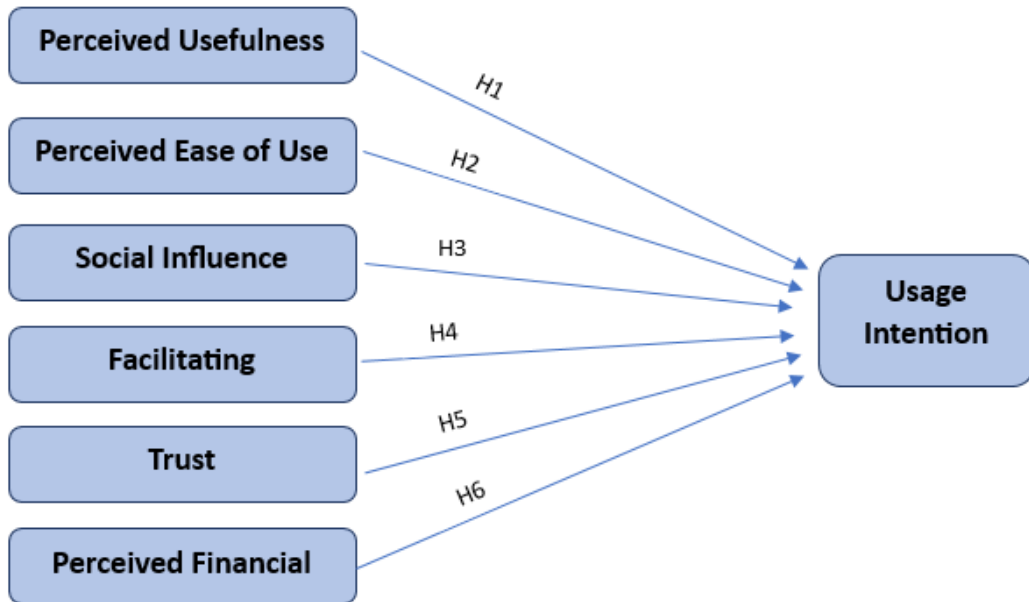 Perceived Usefulness
H1
Perceived Ease of Use
H2
Social Influence
H3
Facilitating
H4
Trust
H5
Perceived Financial
H6
Usage
Intention